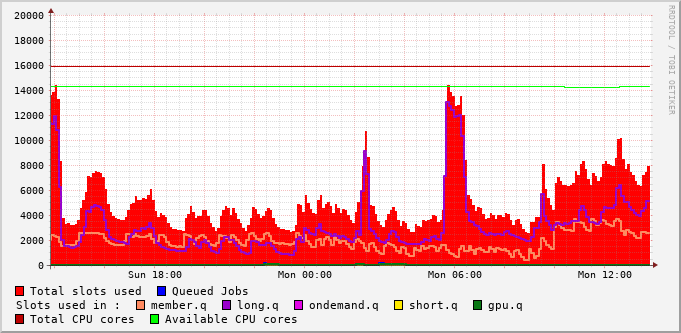 20000
18000
16000
14000
12000
10000
8000
6000
4000
2000
0
Sun 18:00 Mon 00:00 Mon 06:00 Mon 12:00
RRDTOOL / TOBI OETIKER
Total slots used Queued Jobs
Slots used in : member.q long.q ondemand.q short.q gpu.q
Total CPU cores Available CPU cores